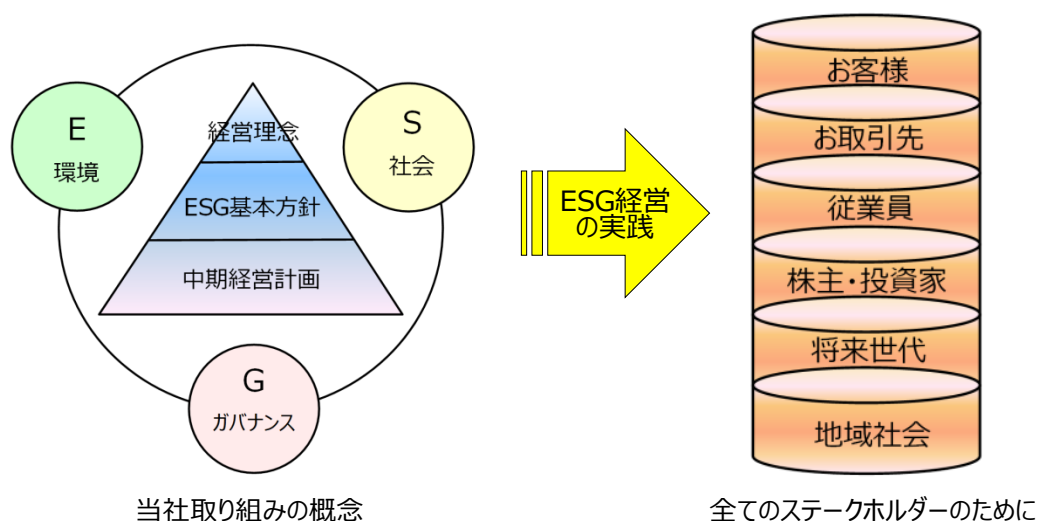 E
環境
S
社会
経営理念
ESG基本方針
中期経営計画
G
ガバナンス
当社取り組みの概念
ESG経営
の実践
お客様
お取引先
従業員
株主・投資家
将来世代
地域社会
全てのステークホルダーのために